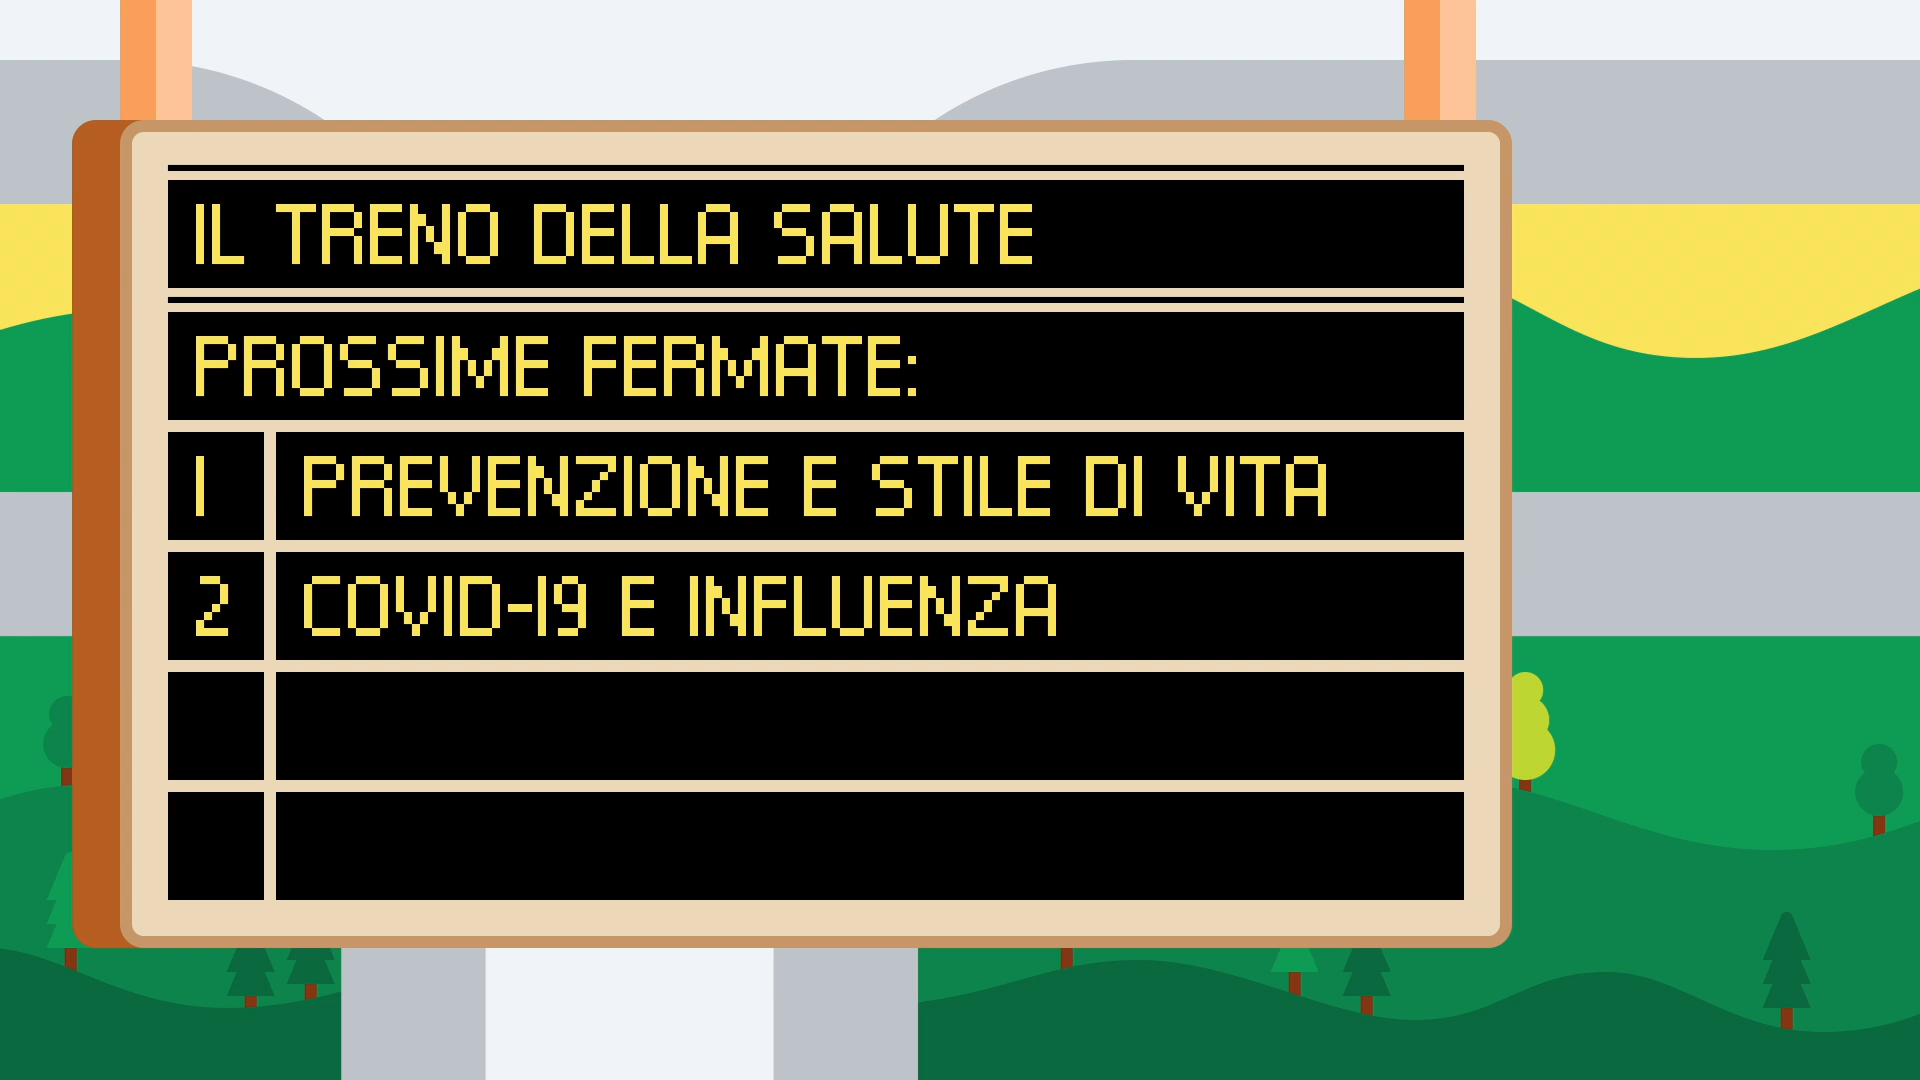 IL TRENO DELLA SALUTE
PROSSIME FERMATE:
1 PREVENZIONE E STILE DI VITA
2 COVID-19 E INFLUENZA